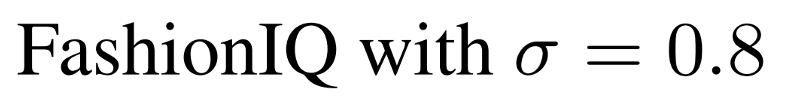 FashionIQ with σ = 0.8